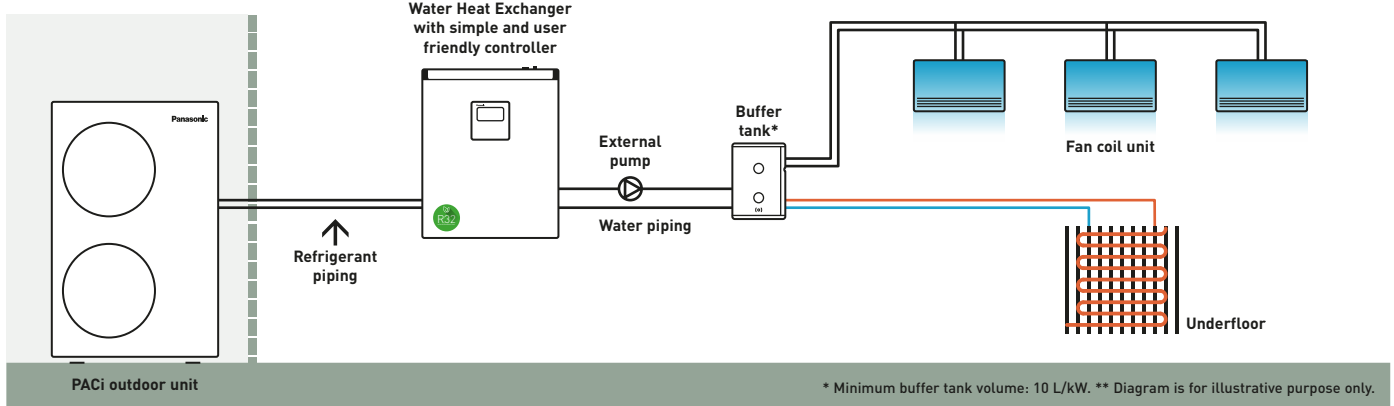 Water Heat Exchanger
with simple and user
friendly controller
Panasonic
R32
Refrigerant
piping
External
pump
Water piping
Buffer
tank*
Fan coil unit
Underfloor
PACi outdoor unit
* Minimum buffer tank volume: 10 L/kW. ** Diagram is for illustrative purpose only.